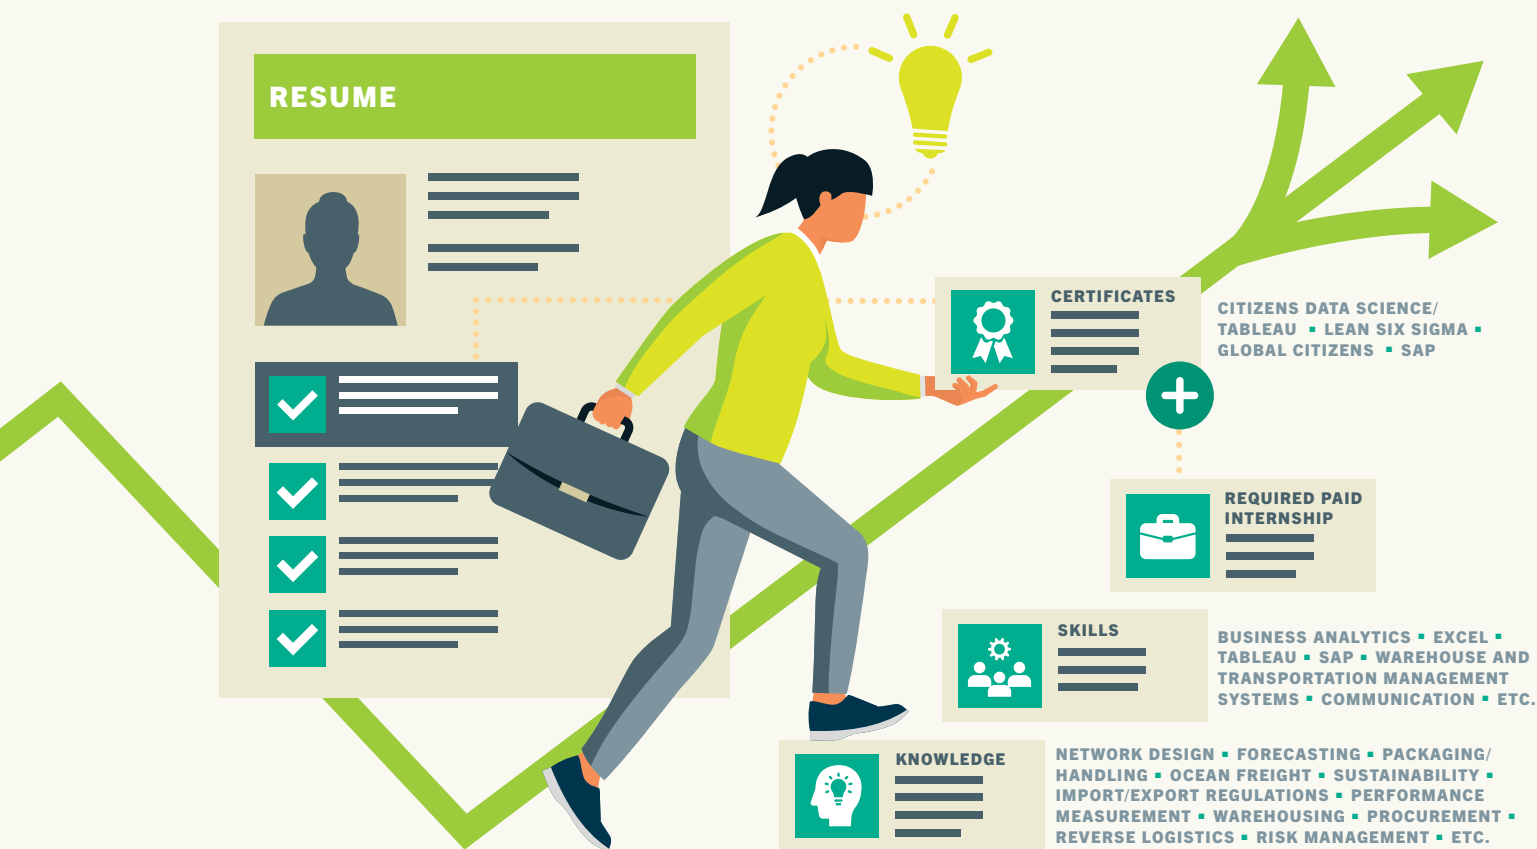 RESUME
CERTIFICATES
CITIZENS DATA SCIENCE/
TABLEAU ▪ LEAN SIX SIGMA ▪
GLOBAL CITIZENS ▪ SAP
REQUIRED PAID
INTERNSHIP
SKILLS
BUSINESS ANALYTICS ▪ EXCEL ▪
TABLEAU ▪ SAP ▪ WAREHOUSE AND
TRANSPORTATION MANAGEMENT
SYSTEMS ▪ COMMUNICATION ▪ ETC.
KNOWLEDGE
NETWORK DESIGN ▪ FORECASTING ▪ PACKAGING/
HANDLING ▪ OCEAN FREIGHT ▪ SUSTAINABILITY ▪
IMPORT/EXPORT REGULATIONS ▪ PERFORMANCE
MEASUREMENT ▪ WAREHOUSING ▪ PROCUREMENT ▪
REVERSE LOGISTICS ▪ RISK MANAGEMENT ▪ ETC.